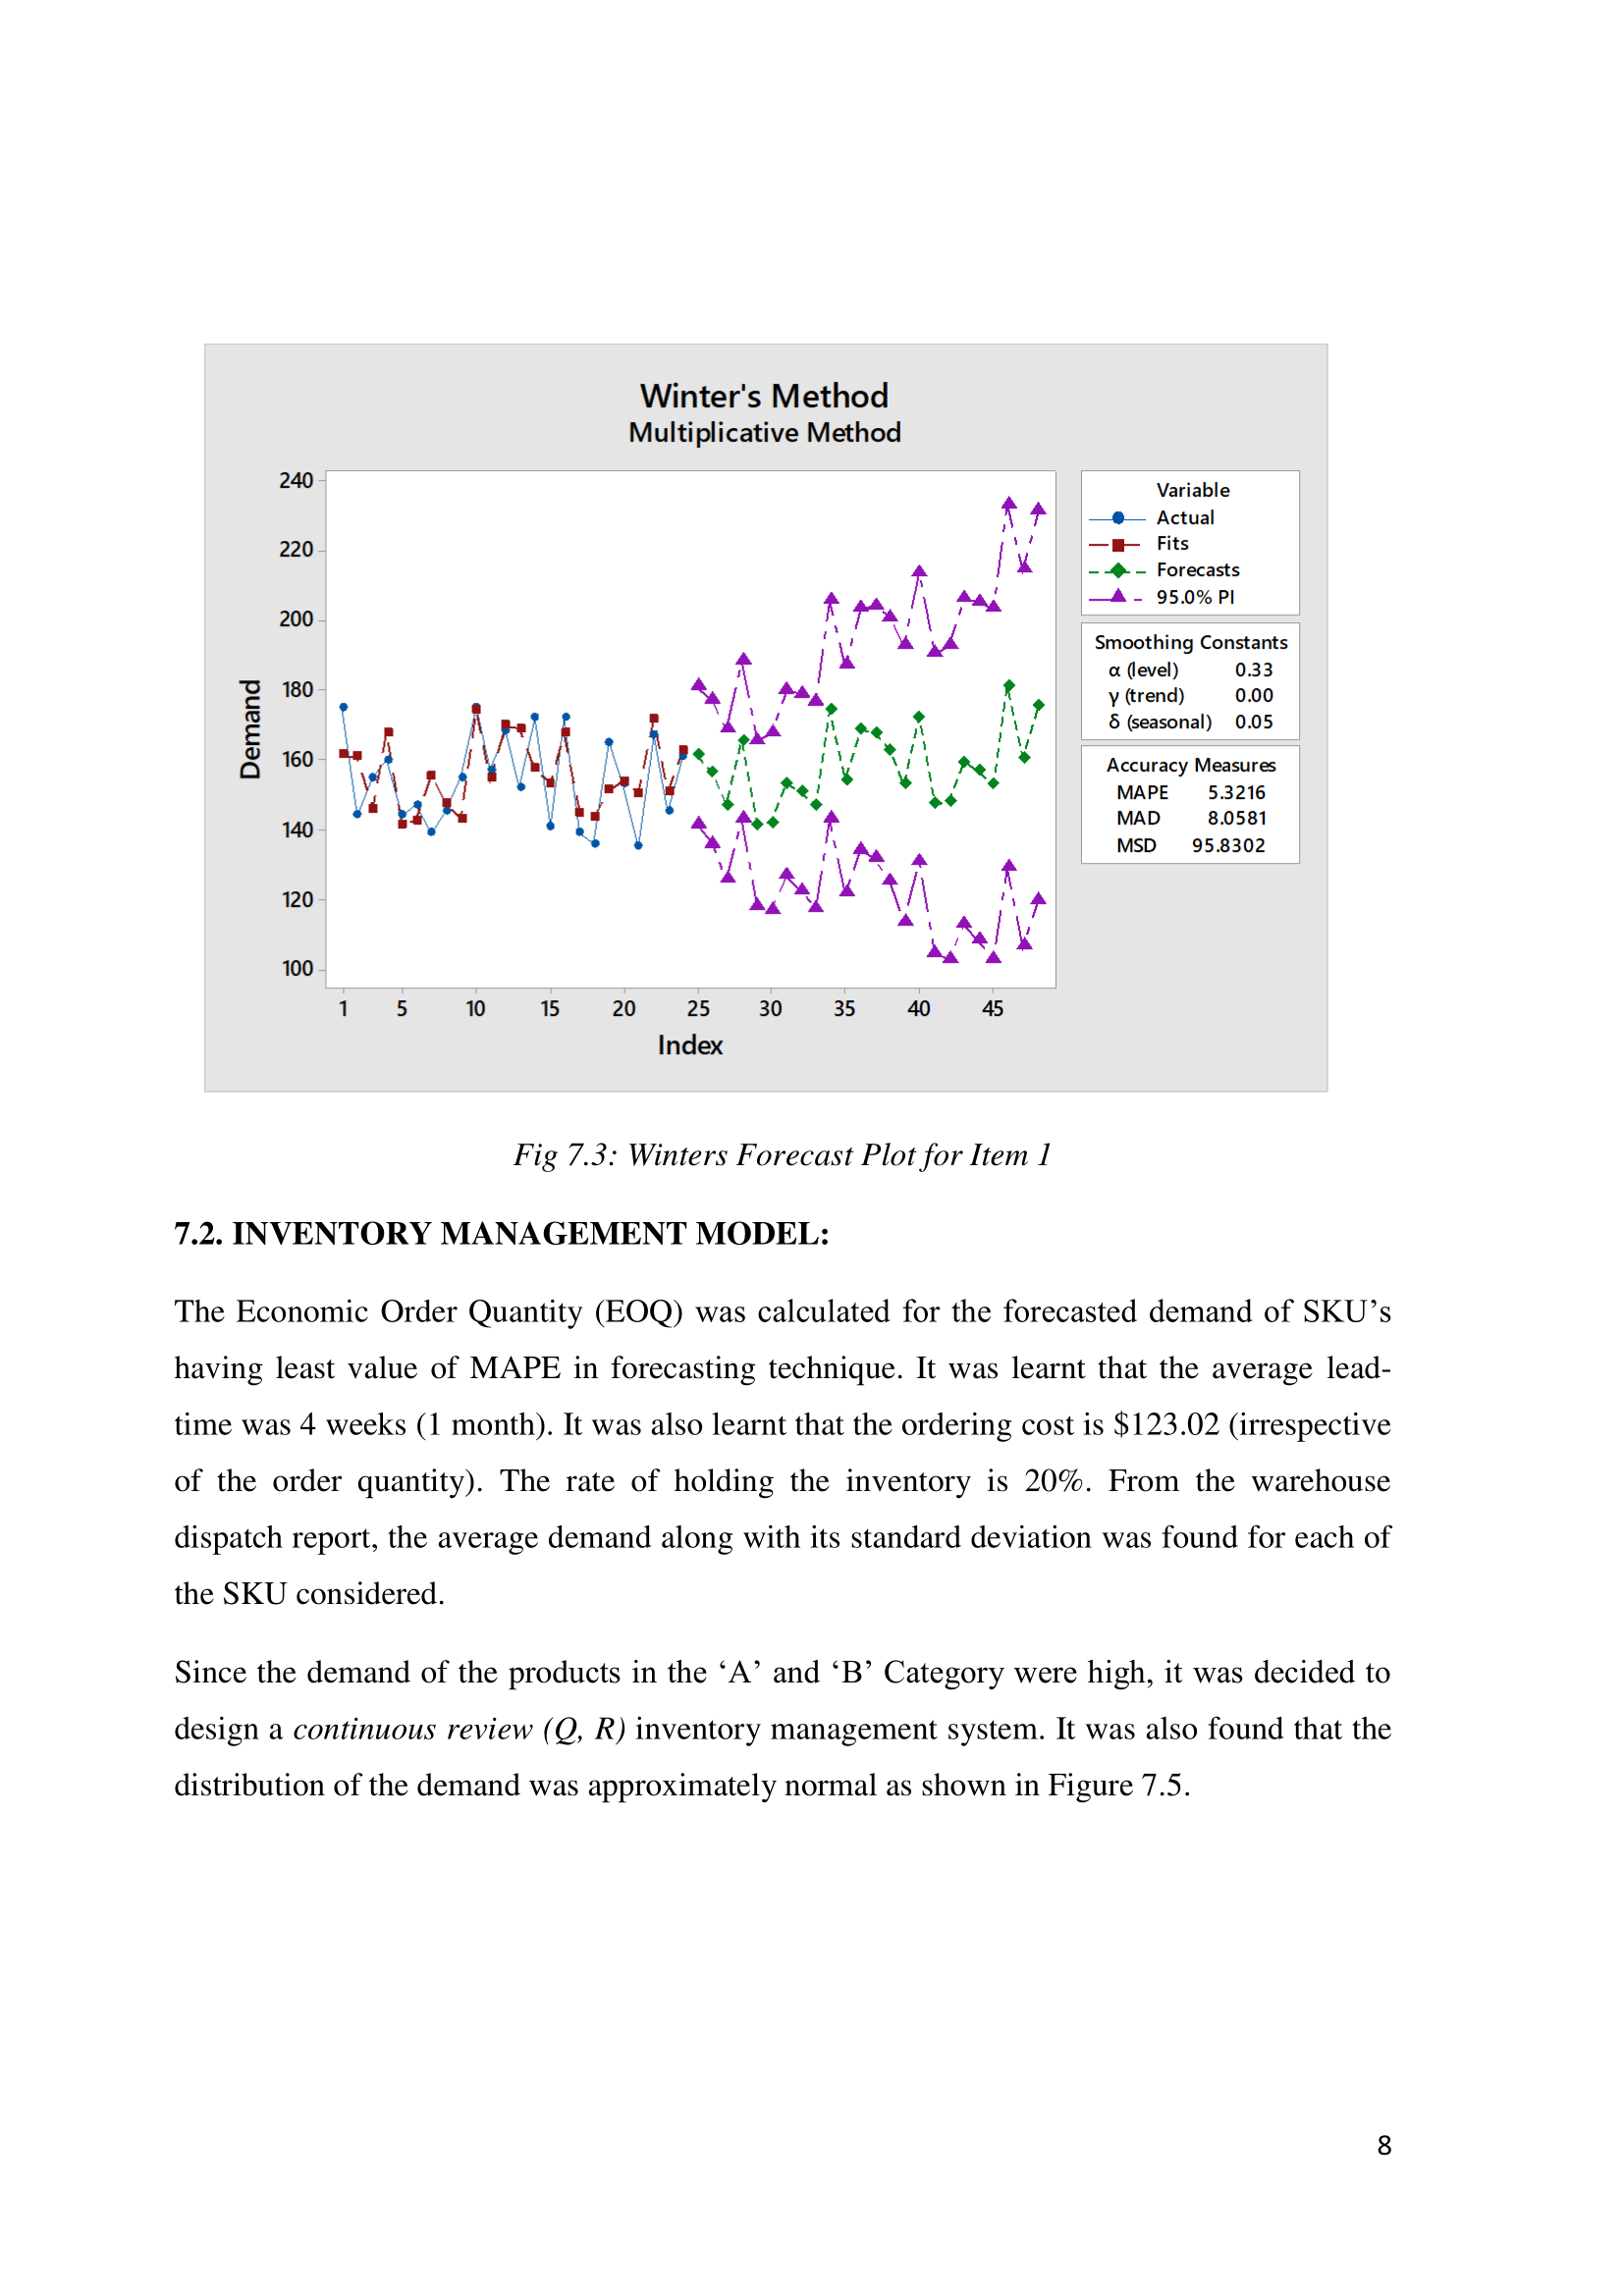 Winter's Method
Multiplicative Method
240
220
200
180
160
140
120
100
Demand
1 5 10 15 20 25 30 35 40 45
Index
Variable
Actual
Fits
Forecasts
95.0% PI
Smoothing Constants
α (level) 0.33
γ (trend) 0.00
δ (seasonal) 0.05
Accuracy Measures
MAPE 5.3216
MAD 8.0581
MSD 95.8302
Fig 7.3: Winters Forecast Plot for Item 1
7.2. INVENTORY MANAGEMENT MODEL:
The Economic Order Quantity (EOQ) was calculated for the forecasted demand of SKU’s
having least value of MAPE in forecasting technique. It was learnt that the average lead-
time was 4 weeks (1 month). It was also learnt that the ordering cost is $123.02 (irrespective
of the order quantity). The rate of holding the inventory is 20%. From the warehouse
dispatch report, the average demand along with its standard deviation was found for each of
the SKU considered.
Since the demand of the products in the ‘A’ and ‘B’ Category were high, it was decided to
design a continuous review (Q, R) inventory management system. It was also found that the
distribution of the demand was approximately normal as shown in Figure 7.5.
8